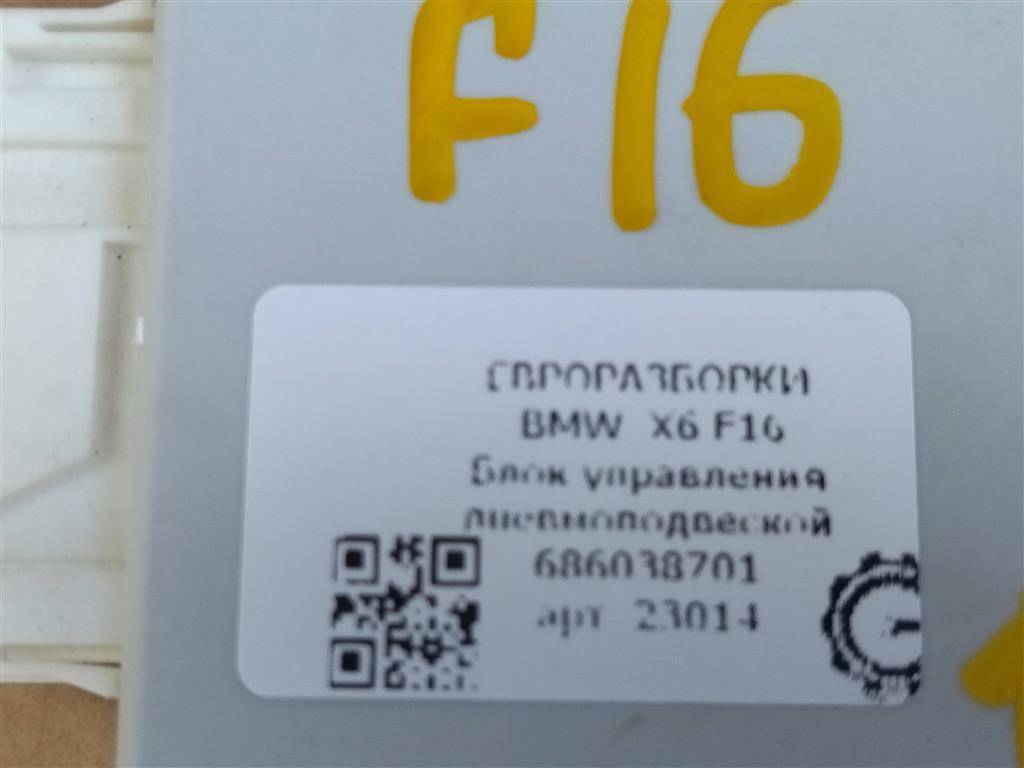 F16
ЕВРОРАЗБОРКИ
BMW X6 F16
Блок управления
пневмоподвеской
686038701
арт 23014